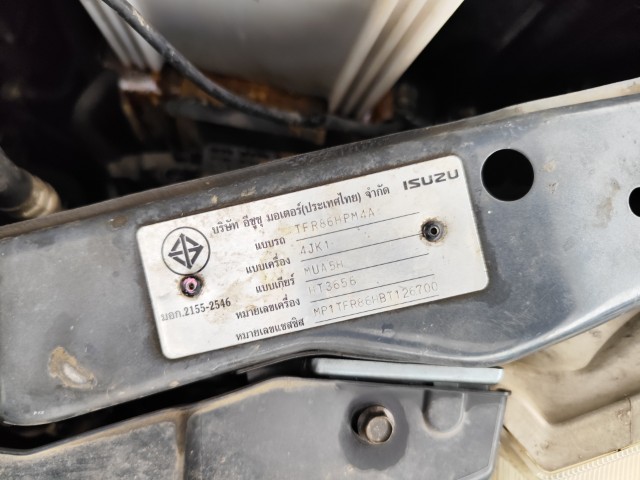 บริษัท อีซูซุ มอเตอร์(ประเทศไทย) จำกัด ISUZU
แบบรถ TFR86HPM4A
แบบเครื่อง 4JK1
แบบเกียร์ MUA5H
หมายเลขเครื่อง HT3656
หมายเลขแชสซิส MP1TFR86HBT126700
มอก.2155-2546